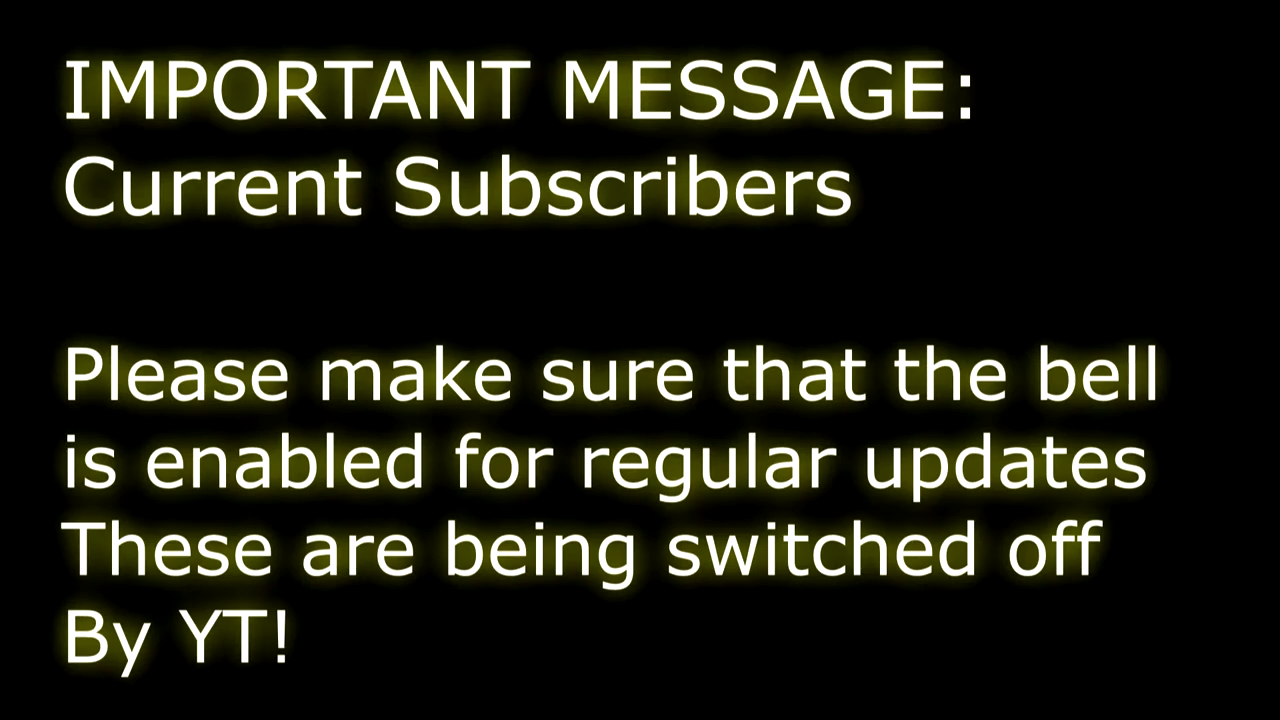 IMPORTANT MESSAGE:
Current Subscribers
Please make sure that the bell
is enabled for regular updates
These are being switched off
By YT!